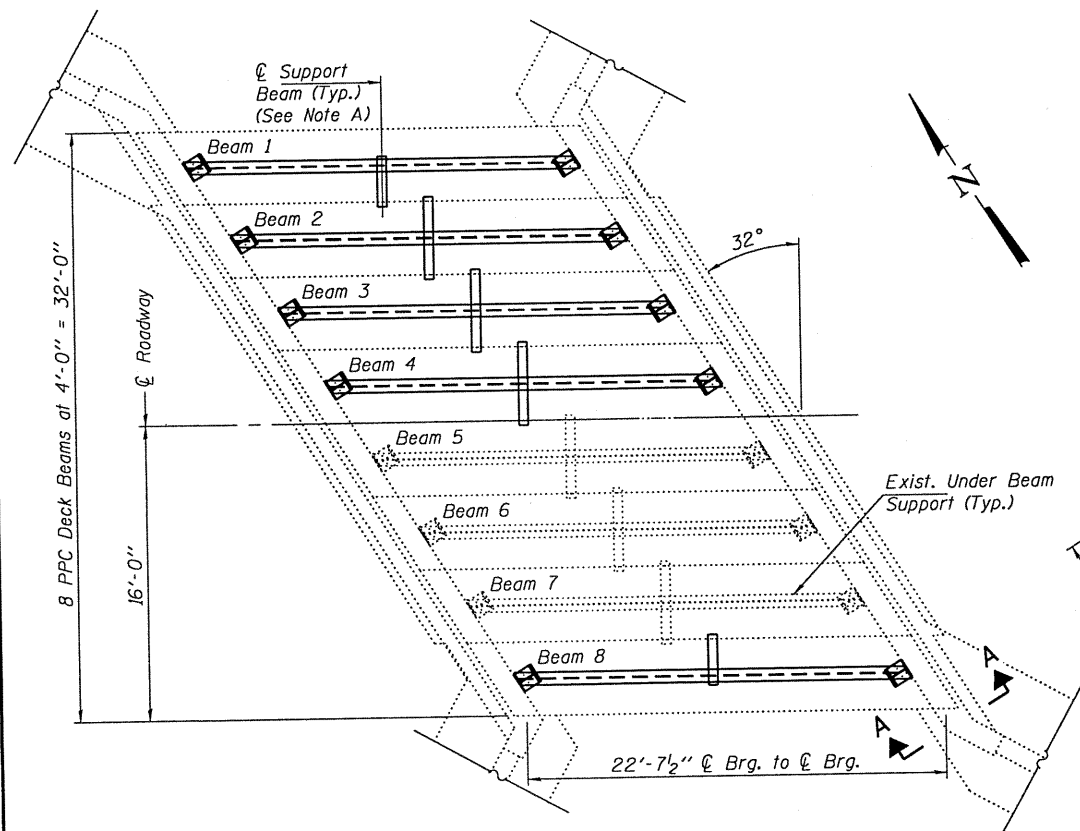 ℄ Support
Beam (Typ.)
(See Note A)
Beam 1
N
Beam 2
32°
Beam 3
8 PPC Deck Beams at 4'-0" = 32'-0"
℄ Roadway
Beam 4
Beam 5
Exist. Under Beam
Support (Typ.)
Beam 6
16'-0"
Beam 7
Beam 8
A
A
22'-7½" ℄ Brg. to ℄ Brg.